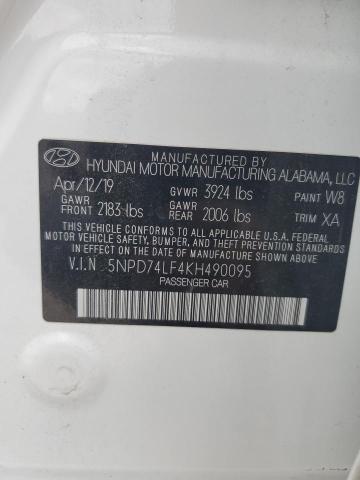 MFD BY
HYUNDAI MOTOR MANUFACTURING ALABAMA, LLC
Apr/12/19 GVWR 3924 lbs PAINT W8
GAWR FRONT 2183 lbs GAWR REAR 2006 lbs TRIM XA
THIS VEHICLE CONFORMS TO ALL APPLICABLE U.S. FEDERAL
MOTOR VEHICLE SAFETY, BUMPER, AND THEFT PREVENTION STANDARDS
IN EFFECT ON THE DATE OF MANUFACTURE SHOWN ABOVE.
V.I.N 5NPD74LF4KH490095
PASSENGER CAR